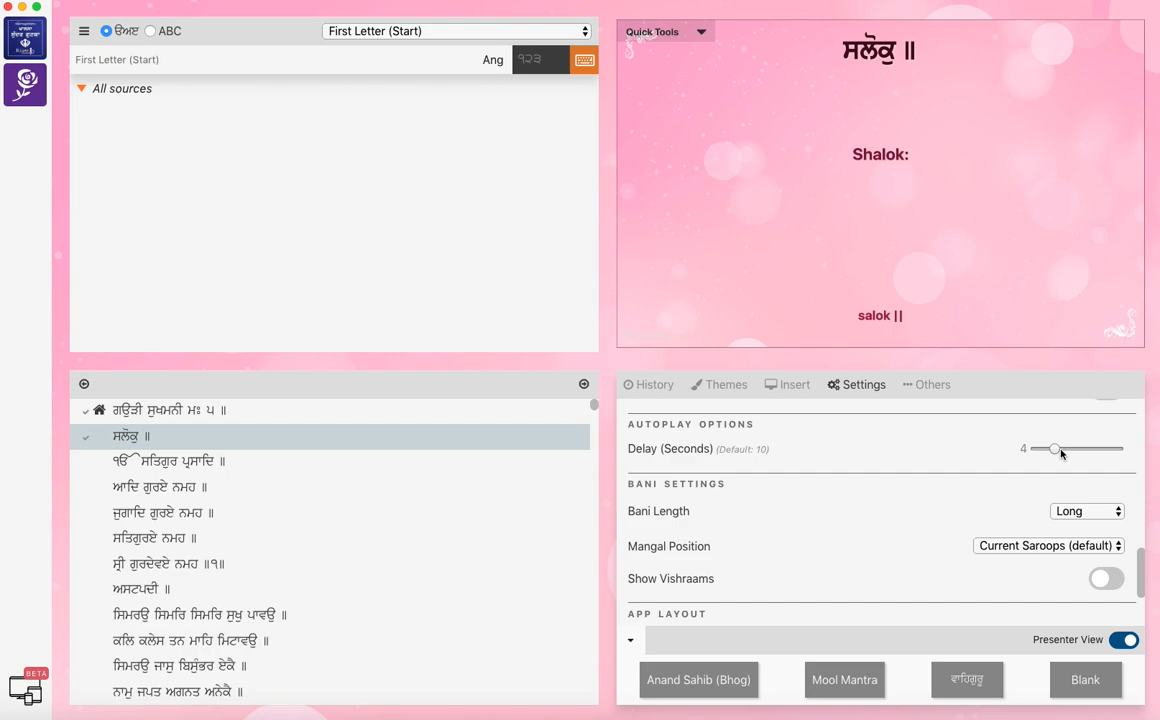 ਓਅੲ ABC
First Letter (Start)
First Letter (Start)
Ang
੧੨੩
All sources
Quick Tools
ਸਲੋਕੁ ॥
Shalok:
salok ||
ਗਉੜੀ ਸੁਖਮਨੀ ਮਃ ੫ ॥
ਸਲੋਕੁ ॥
ੴ ਸਤਿਗੁਰ ਪ੍ਰਸਾਦਿ ॥
ਆਦਿ ਗੁਰਏ ਨਮਹ ॥
ਜੁਗਾਦਿ ਗੁਰਏ ਨਮਹ ॥
ਸਤਿਗੁਰਏ ਨਮਹ ॥
ਸ੍ਰੀ ਗੁਰਦੇਵਏ ਨਮਹ ॥੧॥
ਅਸਟਪਦੀ ॥
ਸਿਮਰਉ ਸਿਮਰਿ ਸਿਮਰਿ ਸੁਖੁ ਪਾਵਉ ॥
ਕਲਿ ਕਲੇਸ ਤਨ ਮਾਹਿ ਮਿਟਾਵਉ ॥
ਸਿਮਰਉ ਜਾਸੁ ਬਿਸੁੰਭਰ ਏਕੈ ॥
ਨਾਮੁ ਜਪਤ ਅਗਨਤ ਅਨੇਕੈ ॥
History Themes Insert Settings Others
AUTOPLAY OPTIONS
Delay (Seconds) (Default: 10)
4
BANI SETTINGS
Bani Length
Long
Mangal Position
Current Saroops (default)
Show Vishraams
APP LAYOUT
Presenter View
Anand Sahib (Bhog)
Mool Mantra
ਵਾਹਿਗੁਰੂ
Blank
BETA